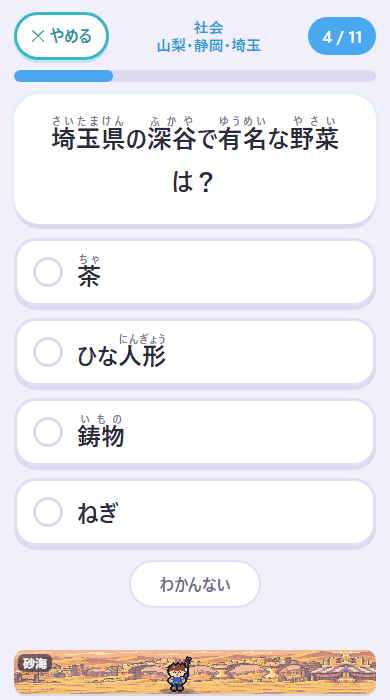 × やめる
社会
山梨・静岡・埼玉
4 / 11
さいたまけん ふかや ゆうめい やさい
埼玉県の深谷で有名な野菜
は？
ちゃ
茶
にんぎょう
ひな人形
いもの
鋳物
ねぎ
わかんない
砂海